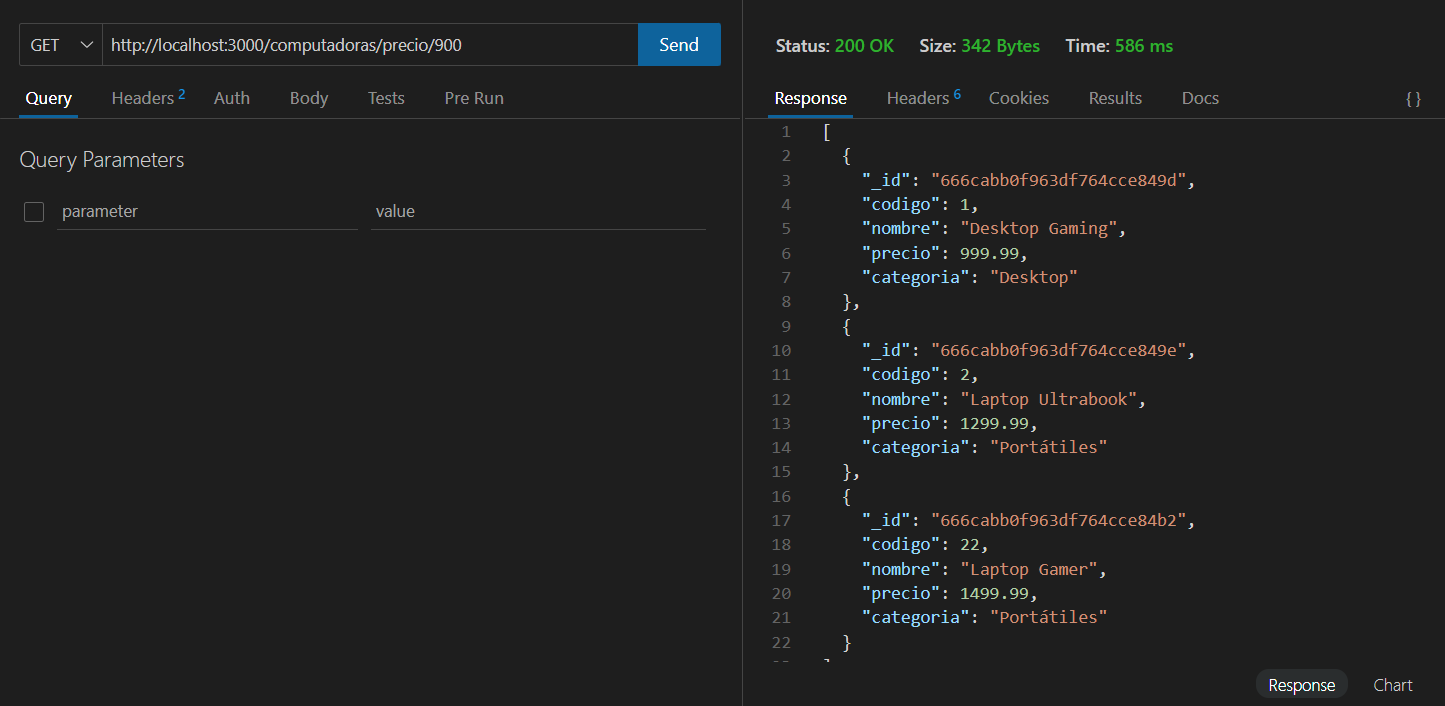 GET http://localhost:3000/computadoras/precio/900 Send
Query Headers 2 Auth Body Tests Pre Run
Query Parameters
parameter value
Status: 200 OK Size: 342 Bytes Time: 586 ms
Response Headers 6 Cookies Results Docs {}
1 [
2 {
3 "_id": "666cabb0f963df764cce849d",
4 "codigo": 1,
5 "nombre": "Desktop Gaming",
6 "precio": 999.99,
7 "categoria": "Desktop"
8 },
9 {
10 "_id": "666cabb0f963df764cce849e",
11 "codigo": 2,
12 "nombre": "Laptop Ultrabook",
13 "precio": 1299.99,
14 "categoria": "Portátiles"
15 },
16 {
17 "_id": "666cabb0f963df764cce84b2",
18 "codigo": 22,
19 "nombre": "Laptop Gamer",
20 "precio": 1499.99,
21 "categoria": "Portátiles"
22 }
Response Chart